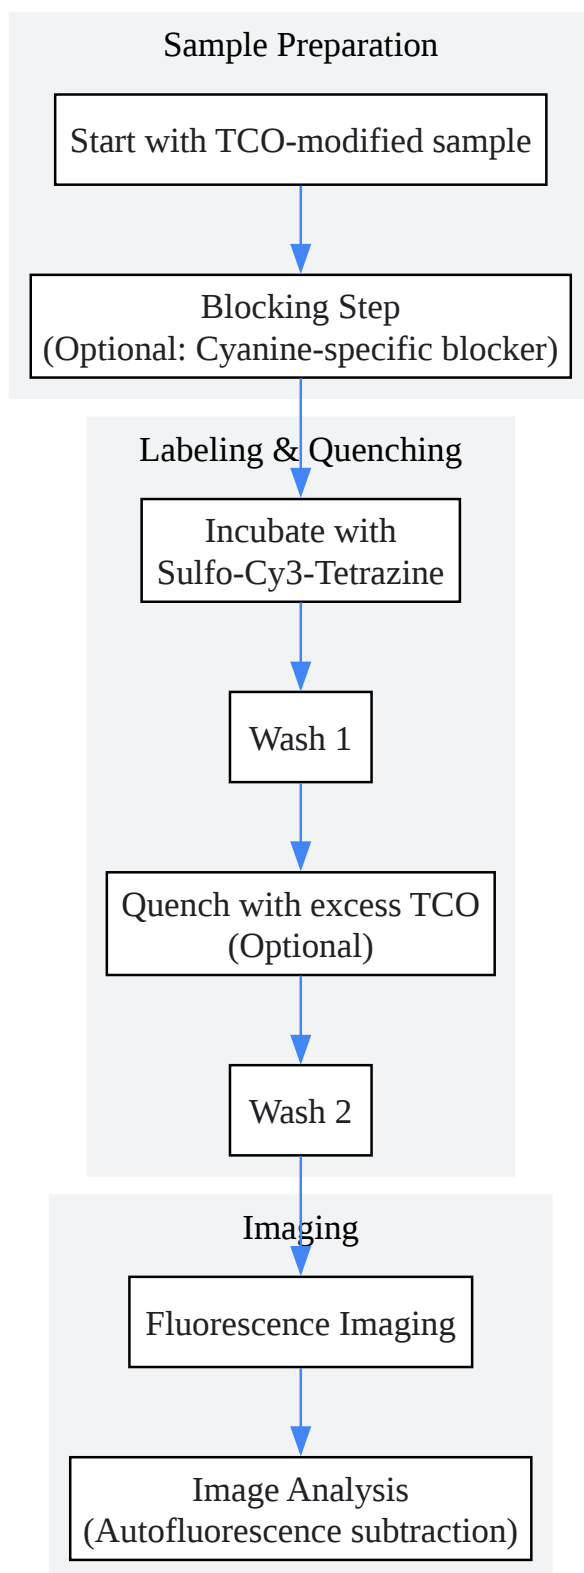 Sample Preparation
Start with TCO-modified sample
Blocking Step
(Optional: Cyanine-specific blocker)
Labeling & Quenching
Incubate with
Sulfo-Cy3-Tetrazine
Wash 1
Quench with excess TCO
(Optional)
Wash 2
Imaging
Fluorescence Imaging
Image Analysis
(Autofluorescence subtraction)